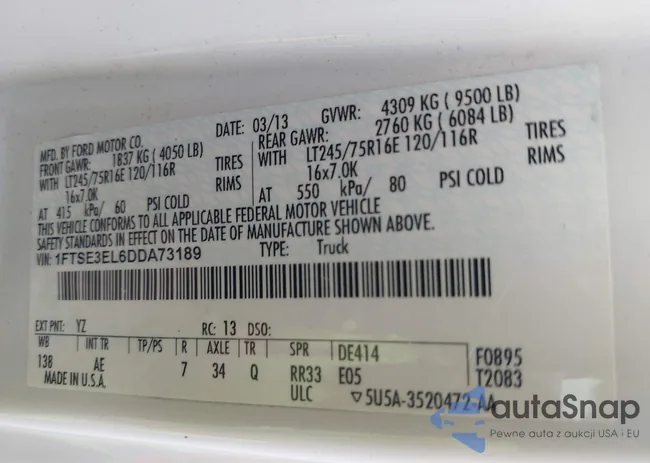 MFD. BY FORD MOTOR CO.
DATE: 03/13
GVWR: 4309 KG ( 9500 LB)
FRONT GAWR: 1837 KG ( 4050 LB)
REAR GAWR: 2760 KG ( 6084 LB)
WITH LT245/75R16E 120/116R TIRES
WITH LT245/75R16E 120/116R TIRES
16x7.0K RIMS
16x7.0K RIMS
AT 415 kPa/ 60 PSI COLD
AT 550 kPa/ 80 PSI COLD
THIS VEHICLE CONFORMS TO ALL APPLICABLE FEDERAL MOTOR VEHICLE
SAFETY STANDARDS IN EFFECT ON THE DATE OF MANUFACTURE SHOWN ABOVE.
VIN: 1FTSE3EL6DDA73189 TYPE: Truck
EXT PNT: YZ RC: 13 DSO:
WB INT TR TP/PS R AXLE TR SPR DE414 F0895
138 AE 7 34 Q RR33 E05 T2083
MADE IN U.S.A. ULC ▽5U5A-3520472-AA
autaSnap
Pewne auta z aukcji USA i EU